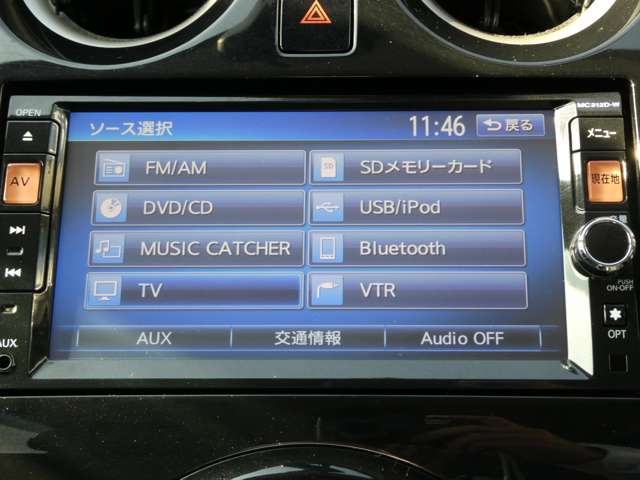 OPEN
MC312D-W
ソース選択 11:46 戻る
メニュー
AV
FM/AM SDメモリーカード
現在地
DVD/CD USB/iPod
MUSIC CATCHER Bluetooth
TV VTR
PUSH
ON-OFF
AUX 交通情報 Audio OFF
AUX
OPT